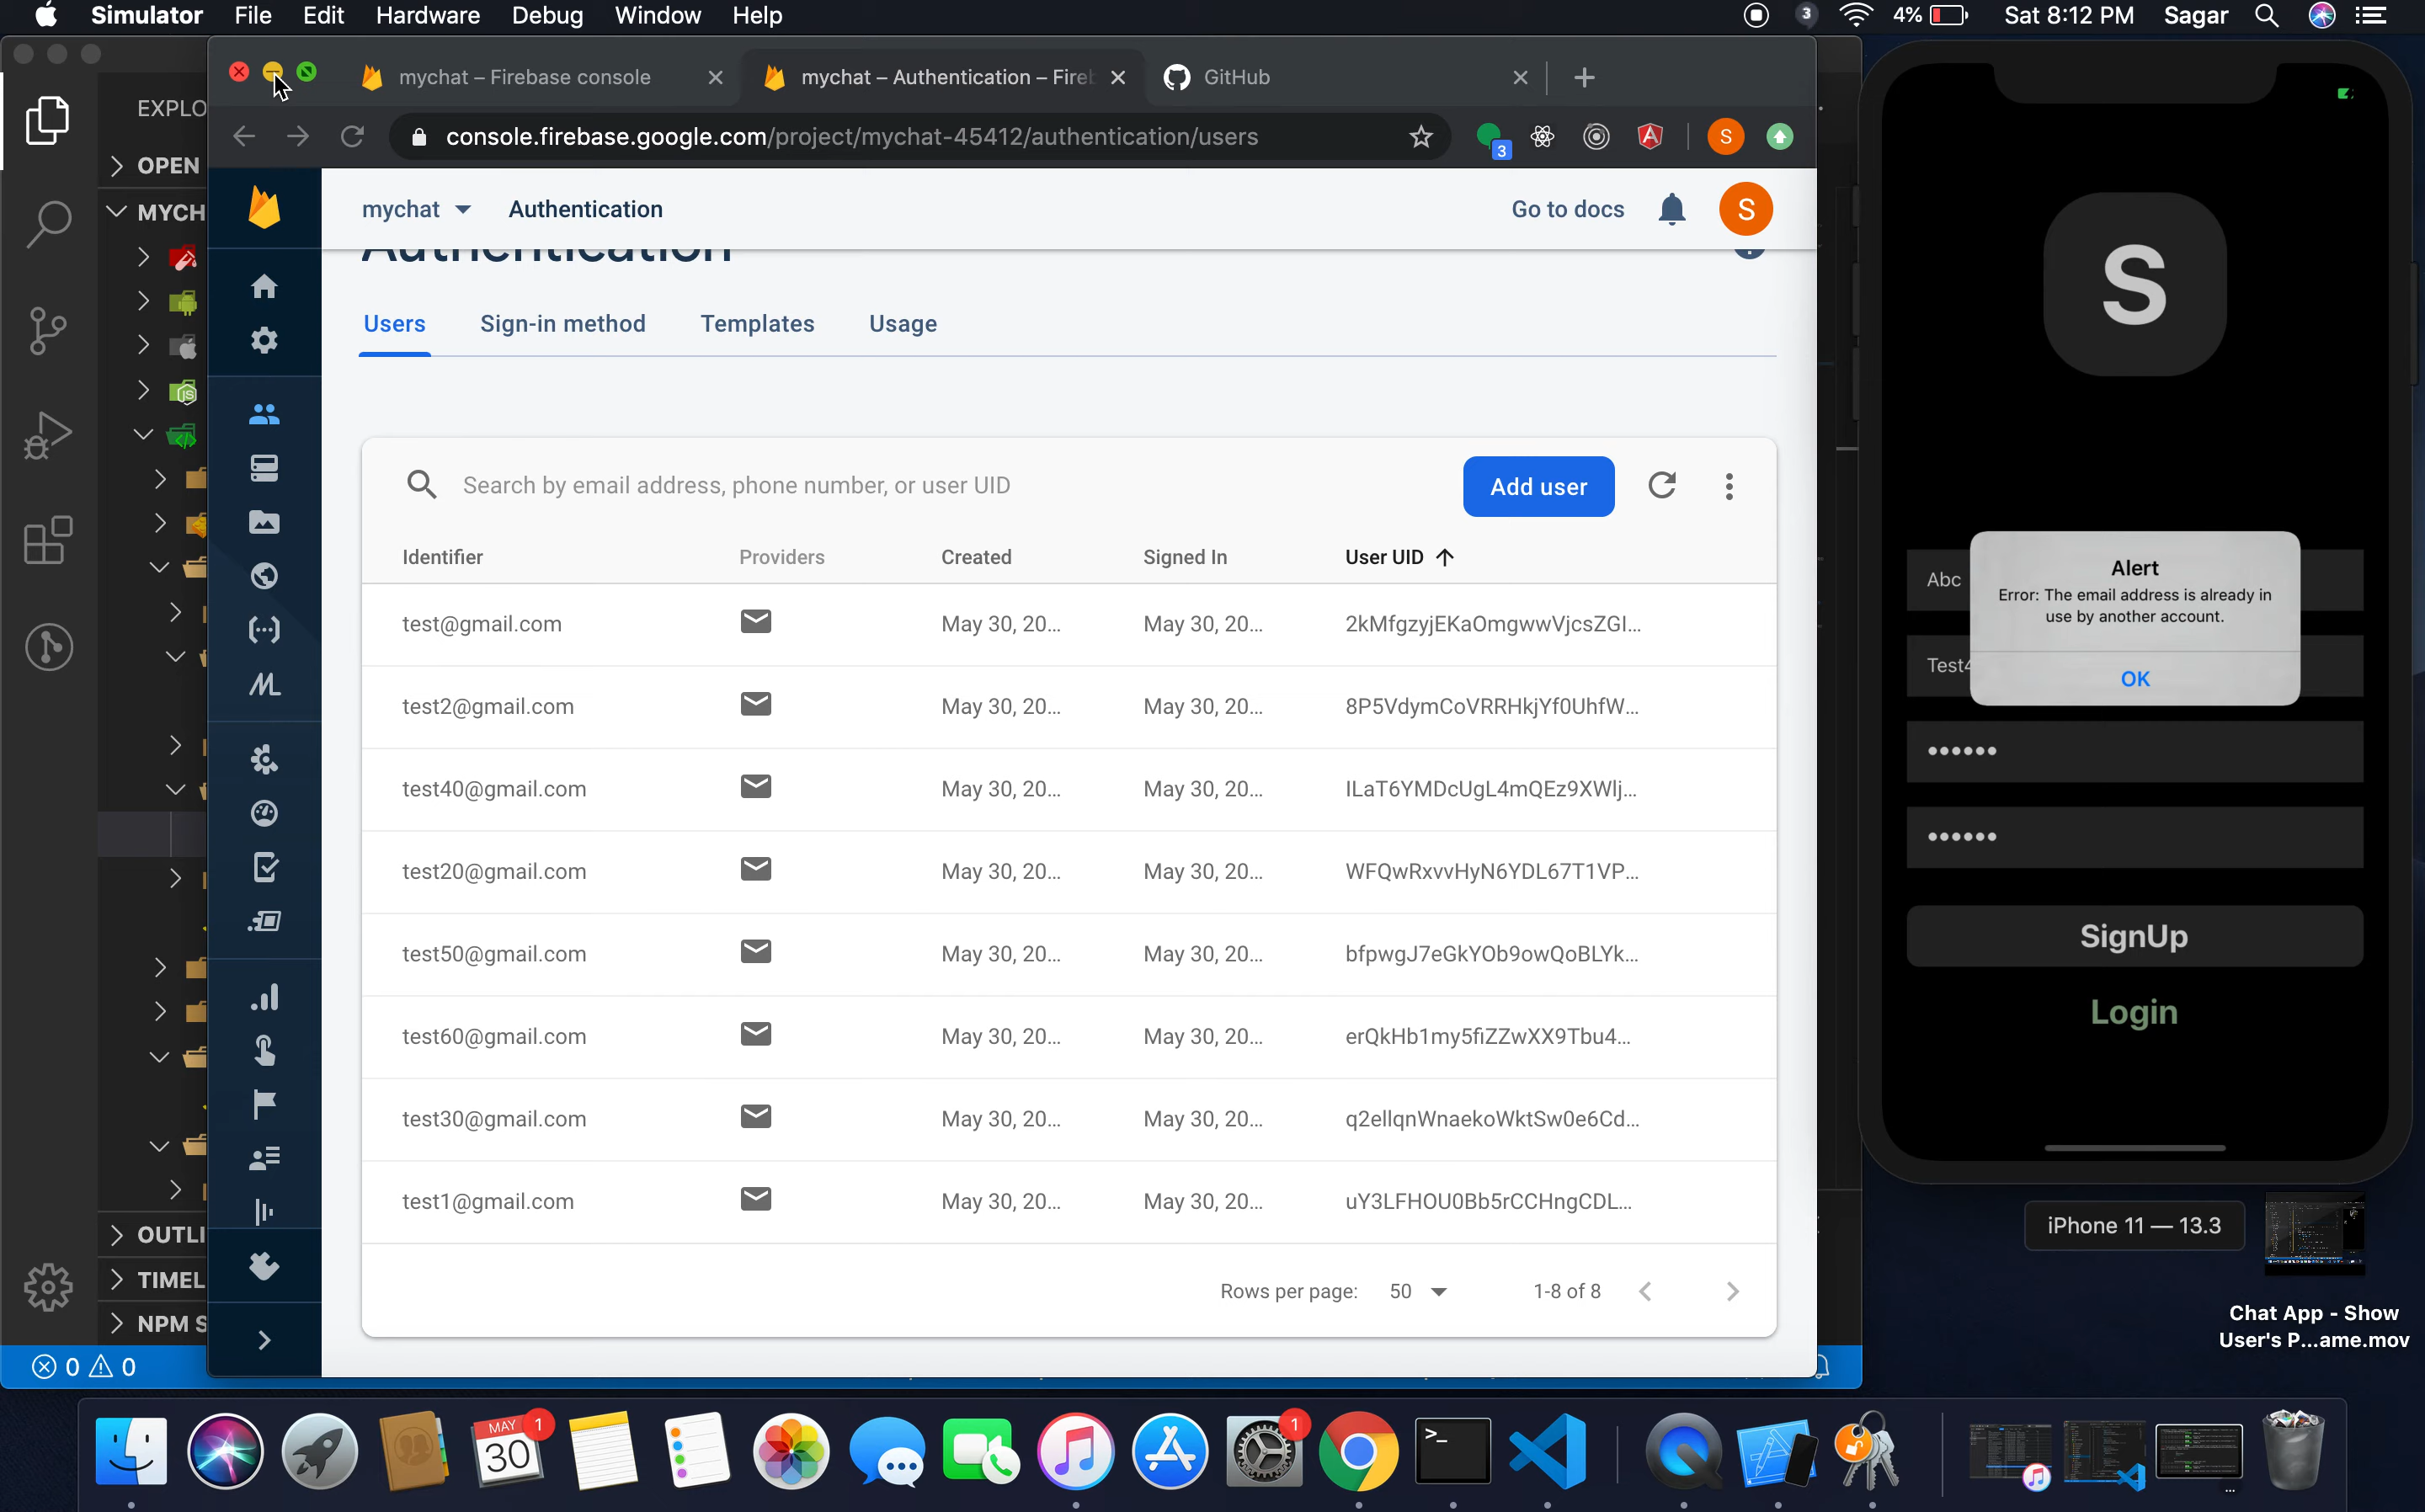 Simulator File Edit Hardware Debug Window Help
3 4% Sat 8:12 PM Sagar
mychat – Firebase console
mychat – Authentication – Fireb
GitHub
console.firebase.google.com/project/mychat-45412/authentication/users
3
S
EXPLO
OPEN
MYCH
OUTLI
TIMEL
NPM S
0 0
mychat Authentication Go to docs S
Authentication
Users Sign-in method Templates Usage
Search by email address, phone number, or user UID
Add user
Identifier Providers Created Signed In User UID
test@gmail.com May 30, 20... May 30, 20... 2kMfgzyjEKaOmgwwVjcsZGI...
test2@gmail.com May 30, 20... May 30, 20... 8P5VdymCoVRRHkjYf0UhfW...
test40@gmail.com May 30, 20... May 30, 20... ILaT6YMDcUgL4mQEz9XWlj...
test20@gmail.com May 30, 20... May 30, 20... WFQwRxvvHyN6YDL67T1VP...
test50@gmail.com May 30, 20... May 30, 20... bfpwgJ7eGkYOb9owQoBLYk...
test60@gmail.com May 30, 20... May 30, 20... erQkHb1my5fiZZwXX9Tbu4...
test30@gmail.com May 30, 20... May 30, 20... q2ellqnWnaekoWktSw0e6Cd...
test1@gmail.com May 30, 20... May 30, 20... uY3LFHOU0Bb5rCCHngCDL...
Rows per page: 50 1-8 of 8
S
Abc
Test4
Alert
Error: The email address is already in
use by another account.
OK
••••••
••••••
SignUp
Login
iPhone 11 — 13.3
Chat App - Show
User's P...ame.mov
MAY
30
1
1